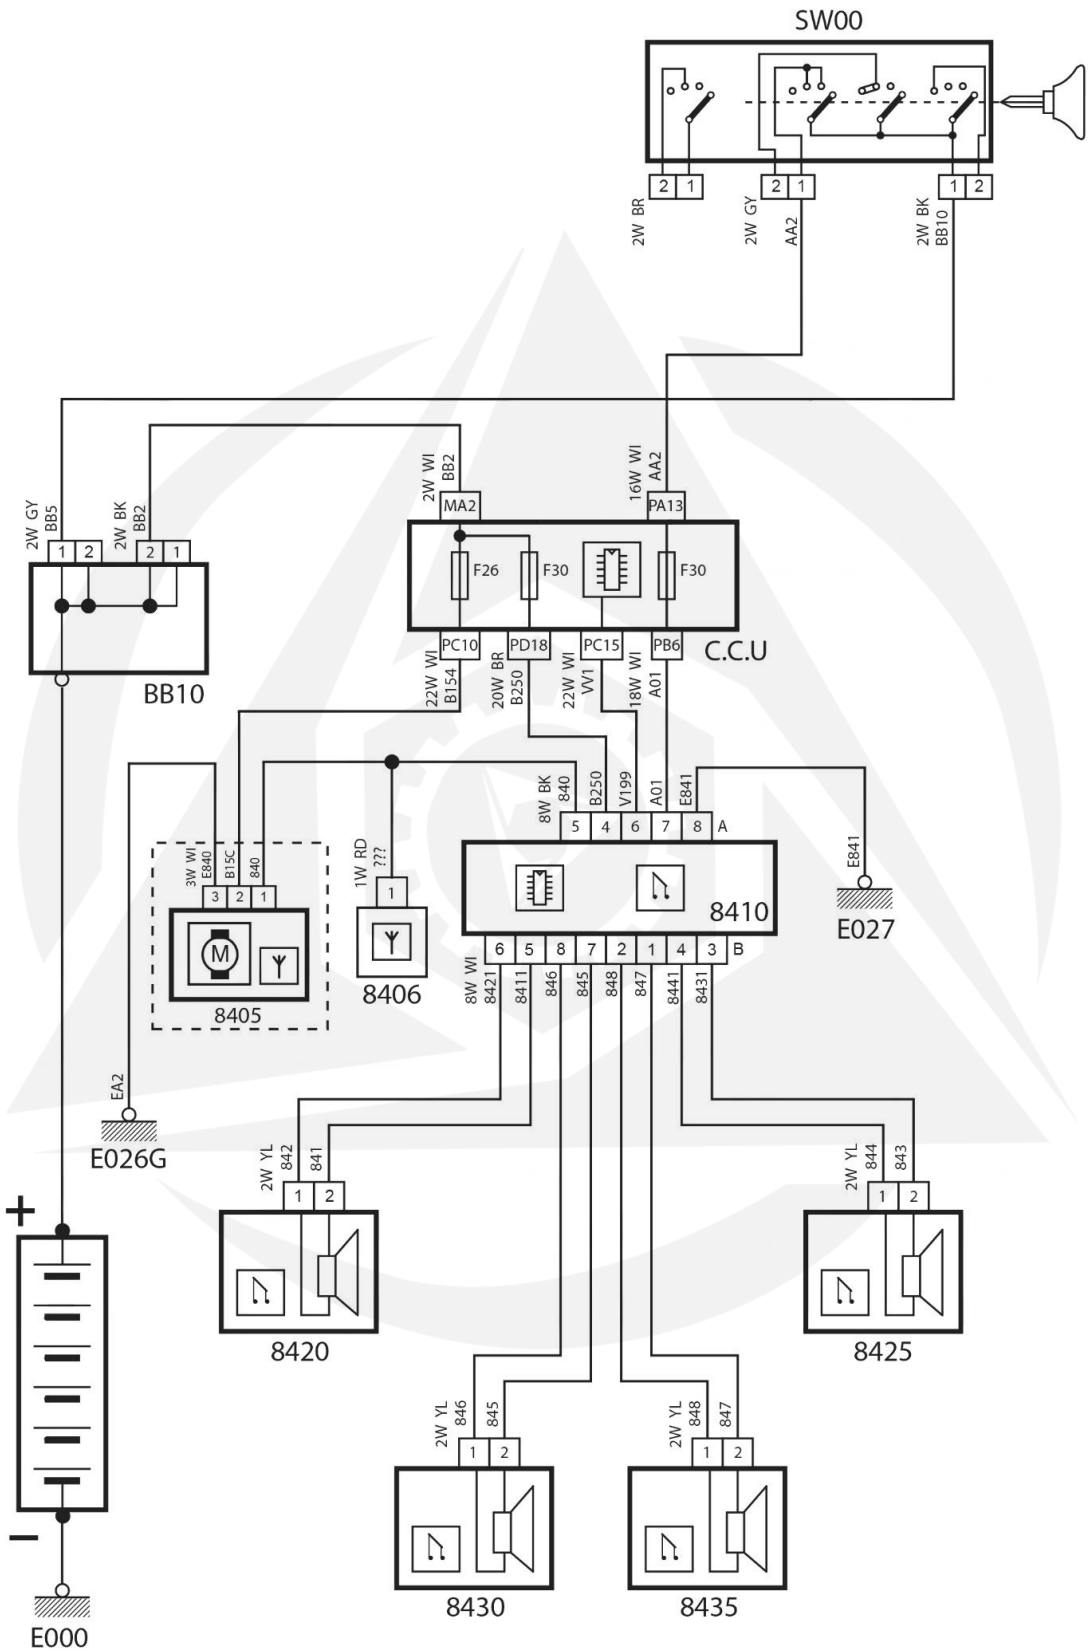 SW00
2 1
2 1
1 2
2W BR
2W GY
AA2
2W BK
BB10
2W GY
BB5
2W BK
BB2
2W WI
BB2
16W WI
AA2
1 2
2 1
MA2
PA13
F26
F30
F30
PC10
PD18
PC15
PB6
C.C.U
BB10
22W WI
B154
20W BR
B250
22W WI
VV1
18W WI
A01
8W BK
840
B250
V199
A01
E841
5 4 6 7 8 A
3W WI
E840
B15C
840
1W RD
???
E841
3 2 1
1
M
8405
8406
8410
E027
6 5 8 7 2 1 4 3 B
8W WI
8421
8411
846
845
848
847
8441
8431
EA2
E026G
2W YL
842
841
2W YL
844
843
1 2
1 2
+
8420
8425
2W YL
846
845
2W YL
848
847
1 2
1 2
–
8430
8435
E000